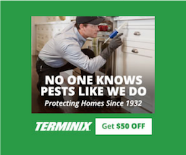 NO ONE KNOWS
PESTS LIKE WE DO
Protecting Homes Since 1932
TERMINIX
Get $50 OFF